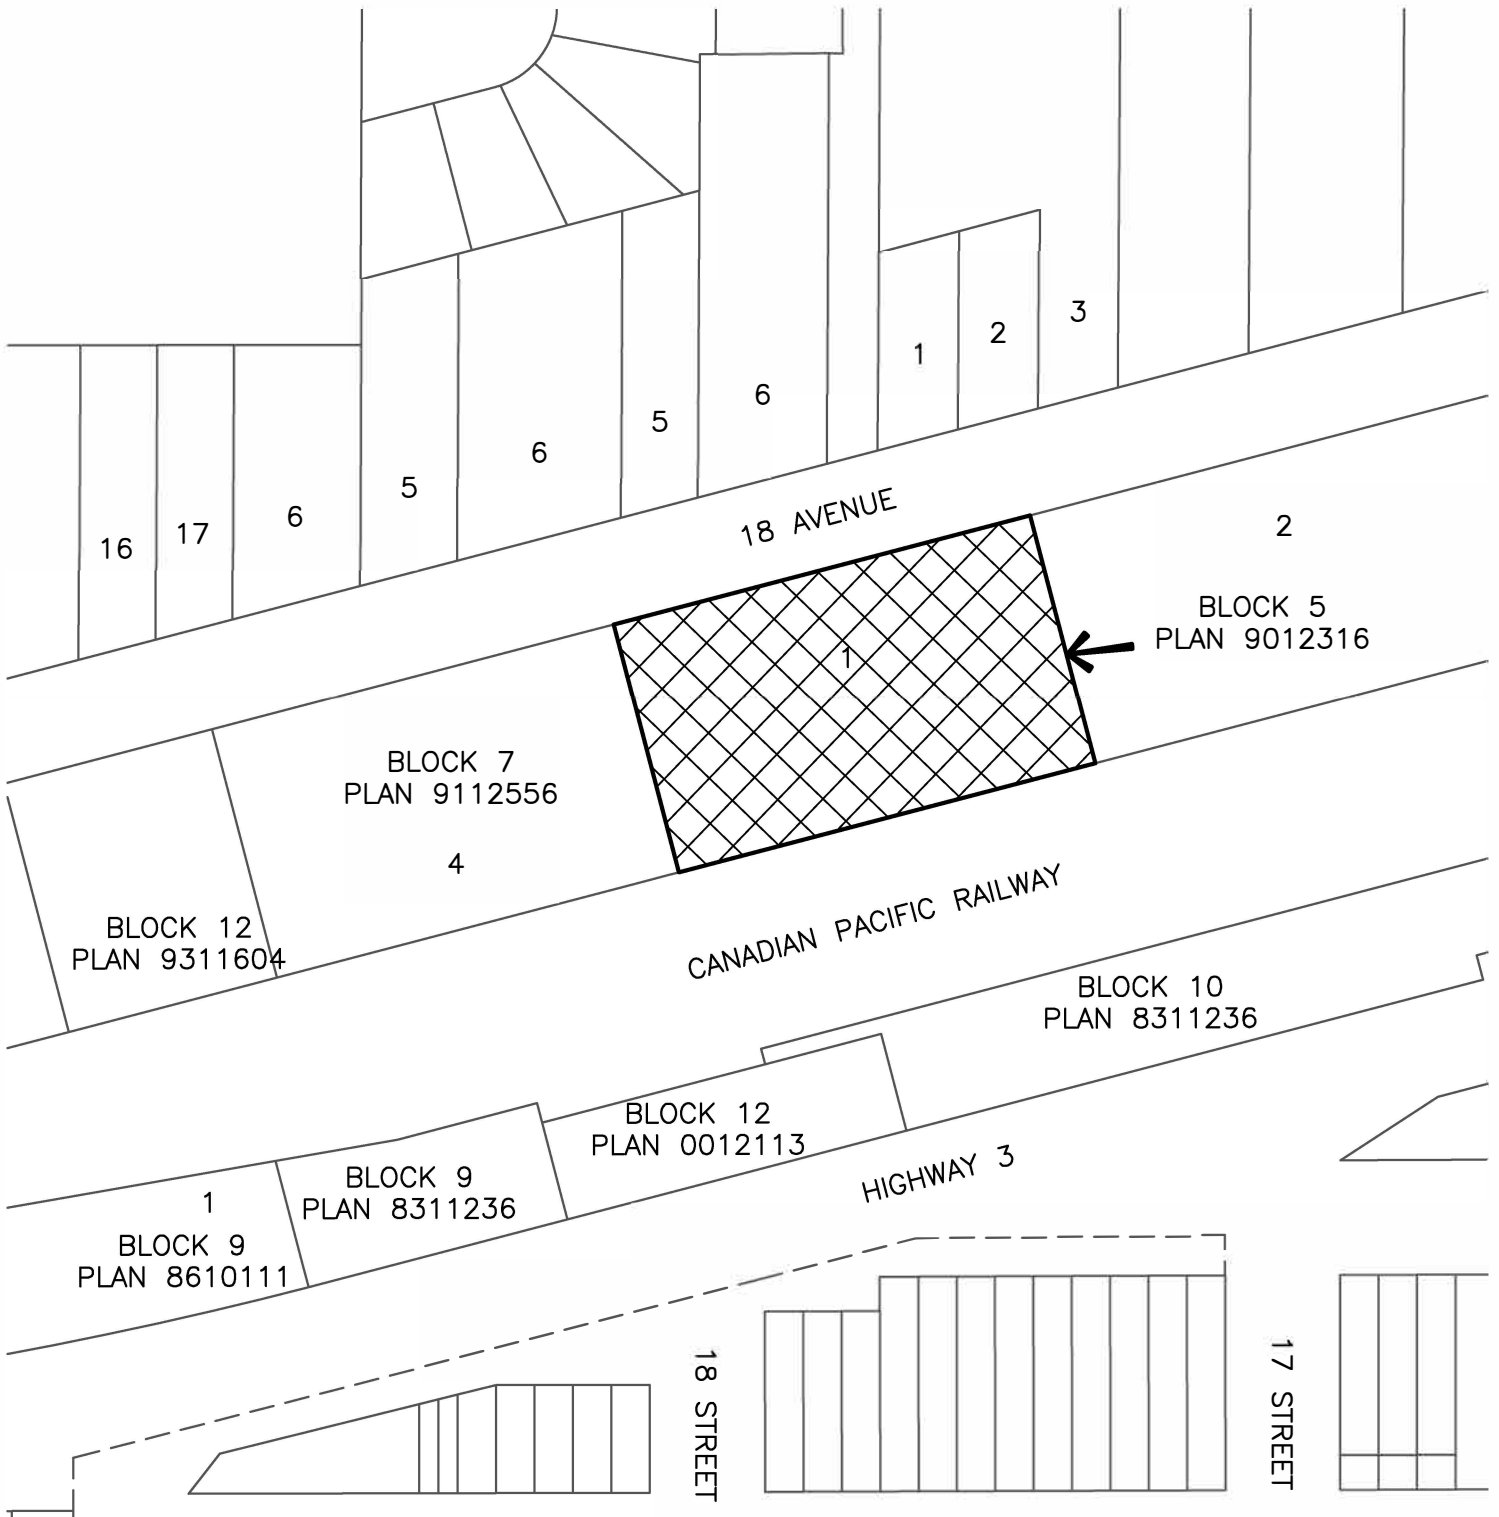 3
2
1
6
5
6
5
6
17
16
18 AVENUE
2
BLOCK 5
PLAN 9012316
1
BLOCK 7
PLAN 9112556
4
BLOCK 12
PLAN 9311604
CANADIAN PACIFIC RAILWAY
BLOCK 10
PLAN 8311236
BLOCK 12
PLAN 0012113
HIGHWAY 3
BLOCK 9
PLAN 8311236
1
BLOCK 9
PLAN 8610111
18 STREET
17 STREET